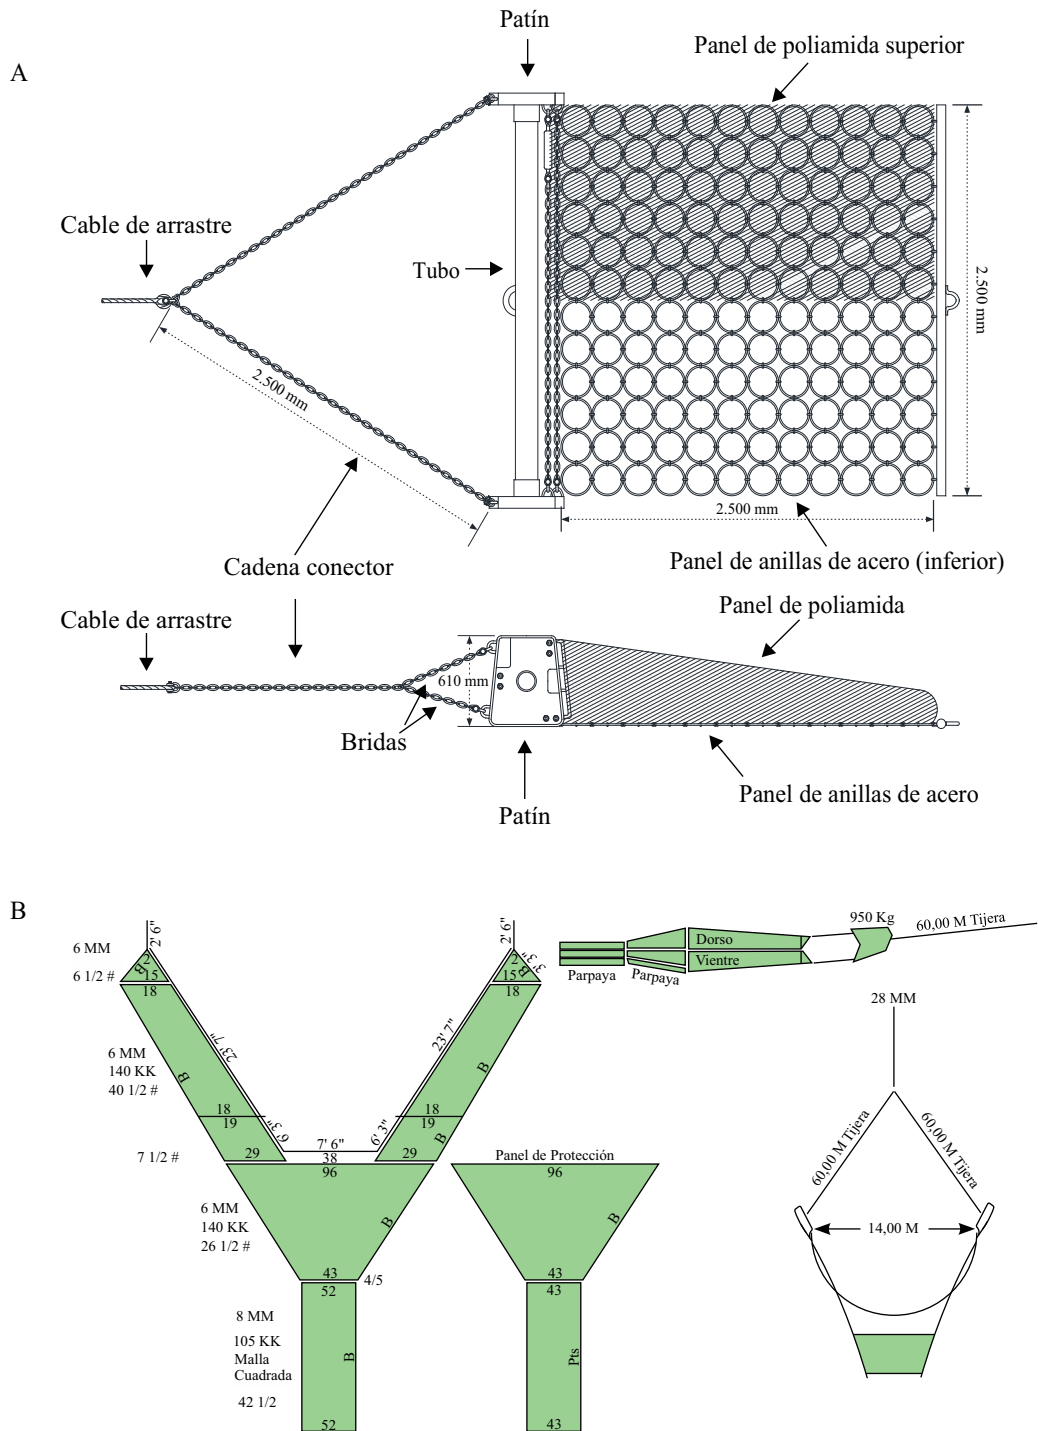 A
Patín
Panel de poliamida superior
Cable de arrastre
Tubo
2.500 mm
2.500 mm
2.500 mm
Cadena conector
Panel de anillas de acero (inferior)
Cable de arrastre
Panel de poliamida
610 mm
Bridas
Patín
Panel de anillas de acero
B
2' 6"
6 MM
2
B
6 1/2 #
15
18
23' 7"
6 MM
140 KK
40 1/2 #
B
18
19
6' 3"
7' 6"
7 1/2 #
29
38
2' 6"
2
3' 3"
B
15
18
23' 7"
B
18
19
6' 3"
B
29
96
6 MM
140 KK
26 1/2 #
B
43
4/5
52
8 MM
105 KK
Malla
Cuadrada
B
42 1/2
52
Panel de Protección
96
B
43
43
Pts
43
950 Kg
60,00 M Tijera
Dorso
Vientre
Parpaya
Parpaya
28 MM
60,00 M Tijera
60,00 M Tijera
14,00 M